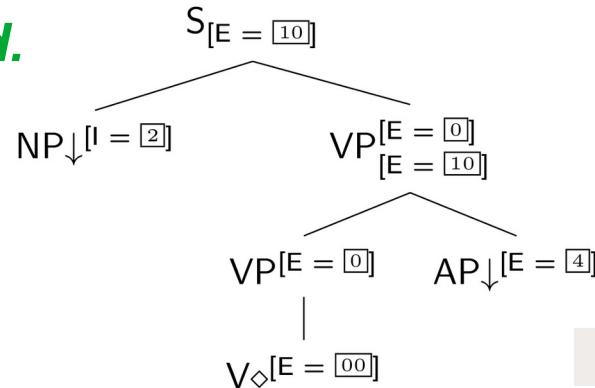 d.
S[E = 10]
NP↓[I = 2]
VP[E = 0]
[E = 10]
VP[E = 0]
AP↓[E = 4]
V◇[E = 00]